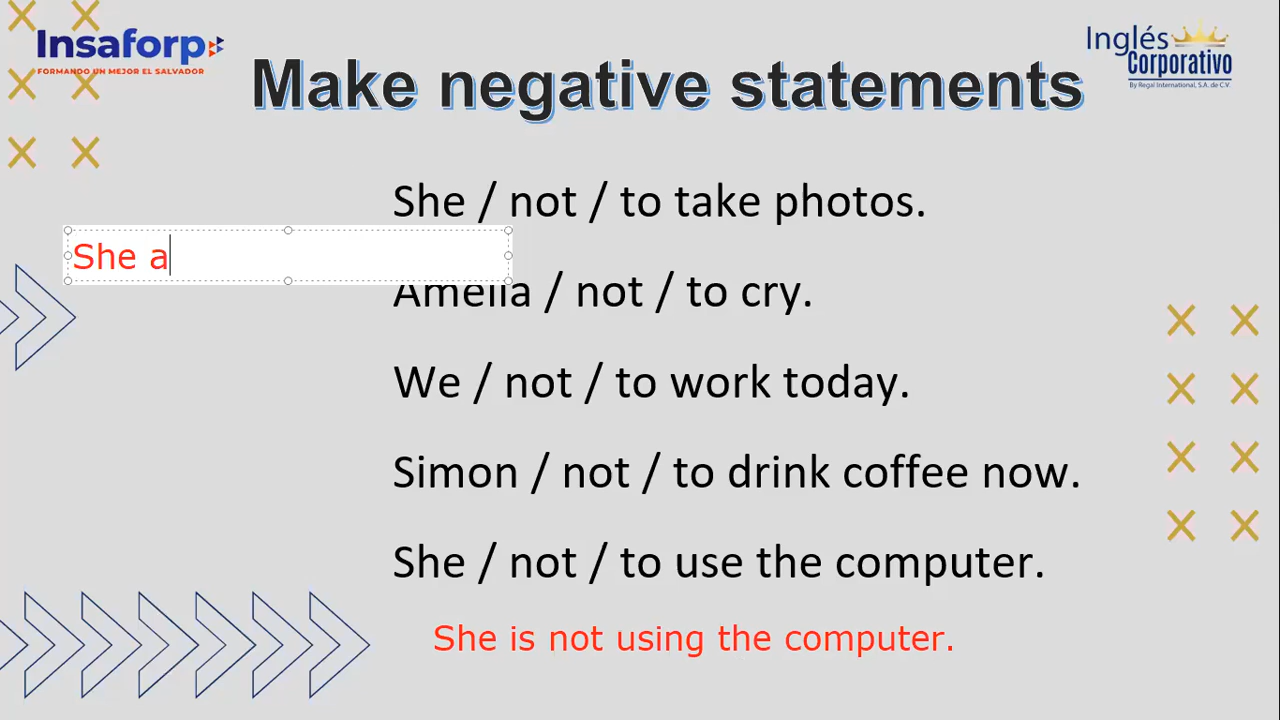 Insaforp
FORMANDO UN MEJOR EL SALVADOR
Inglés
Corporativo
By Regal International, S.A. de C.V.
Make negative statements
She / not / to take photos.
She a
Amelia / not / to cry.
We / not / to work today.
Simon / not / to drink coffee now.
She / not / to use the computer.
She is not using the computer.